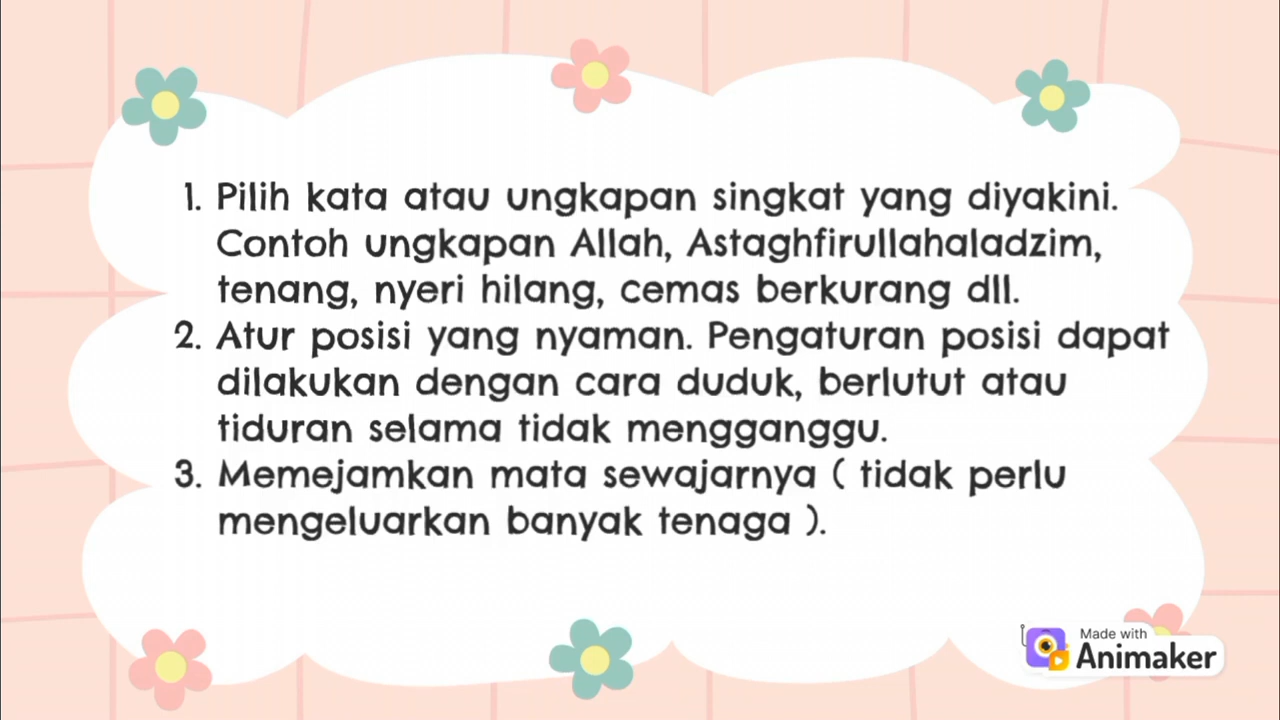 1. Pilih kata atau ungkapan singkat yang diyakini.
Contoh ungkapan Allah, Astaghfirullahaladzim,
tenang, nyeri hilang, cemas berkurang dll.
2. Atur posisi yang nyaman. Pengaturan posisi dapat
dilakukan dengan cara duduk, berlutut atau
tiduran selama tidak mengganggu.
3. Memejamkan mata sewajarnya ( tidak perlu
mengeluarkan banyak tenaga ).
Made with
Animaker